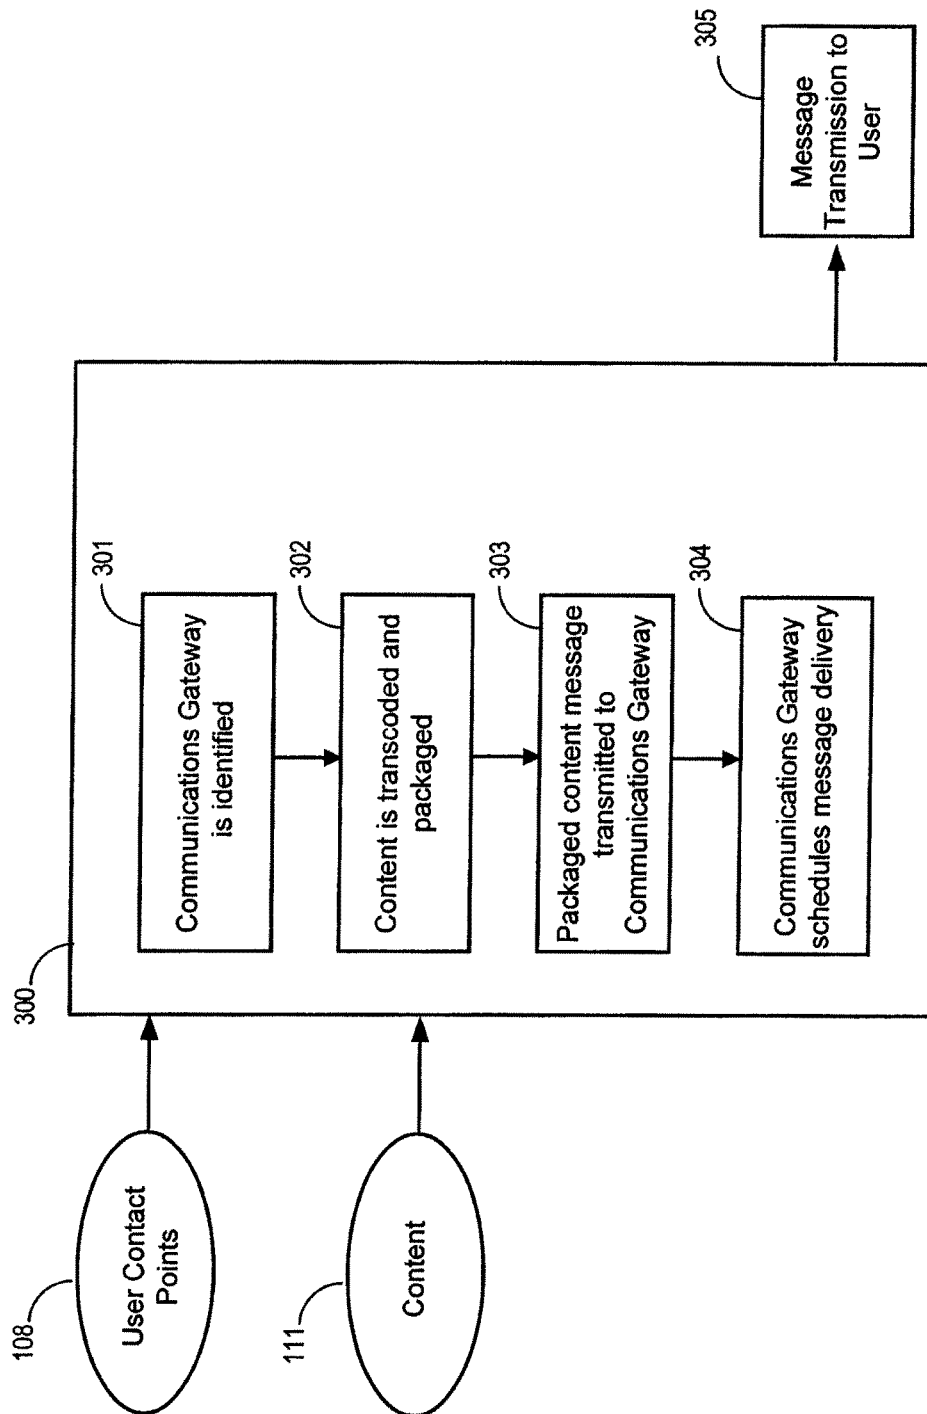 108
User Contact
Points
111
Content
300
301
Communications Gateway
is identified
302
Content is transcoded and
packaged
303
Packaged content message
transmitted to
Communications Gateway
304
Communications Gateway
schedules message delivery
305
Message
Transmission to
User